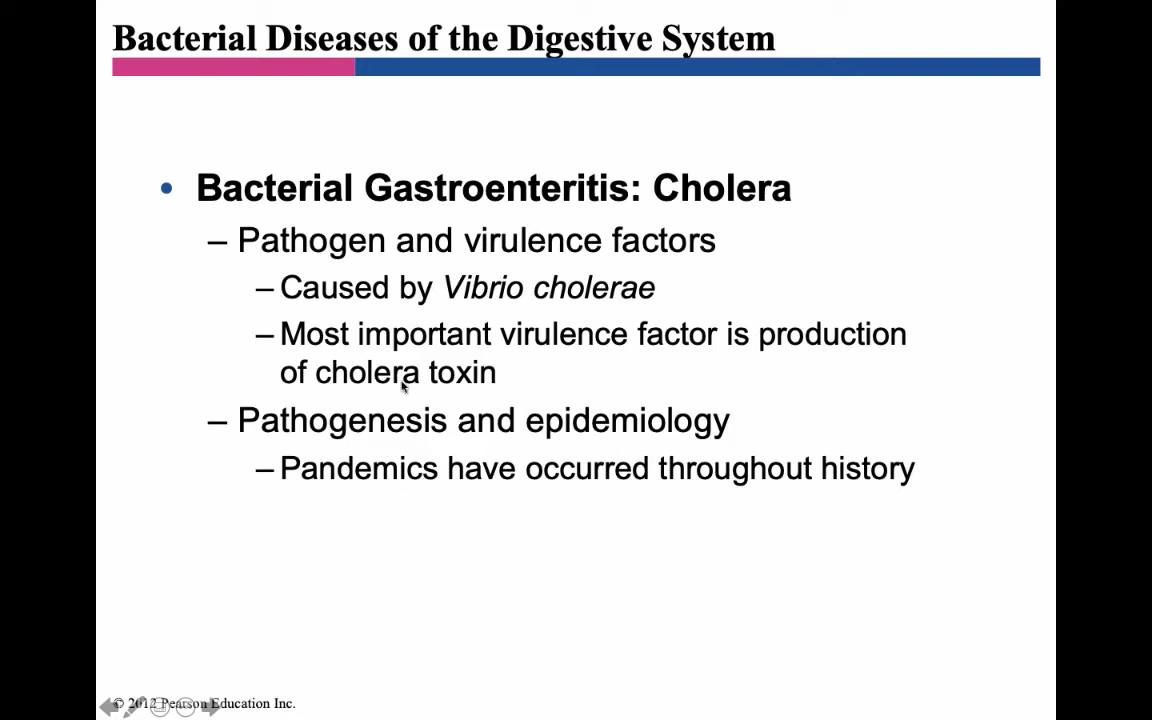 Bacterial Diseases of the Digestive System
• Bacterial Gastroenteritis: Cholera
– Pathogen and virulence factors
– Caused by Vibrio cholerae
– Most important virulence factor is production
of cholera toxin
– Pathogenesis and epidemiology
– Pandemics have occurred throughout history
© 2012 Pearson Education Inc.